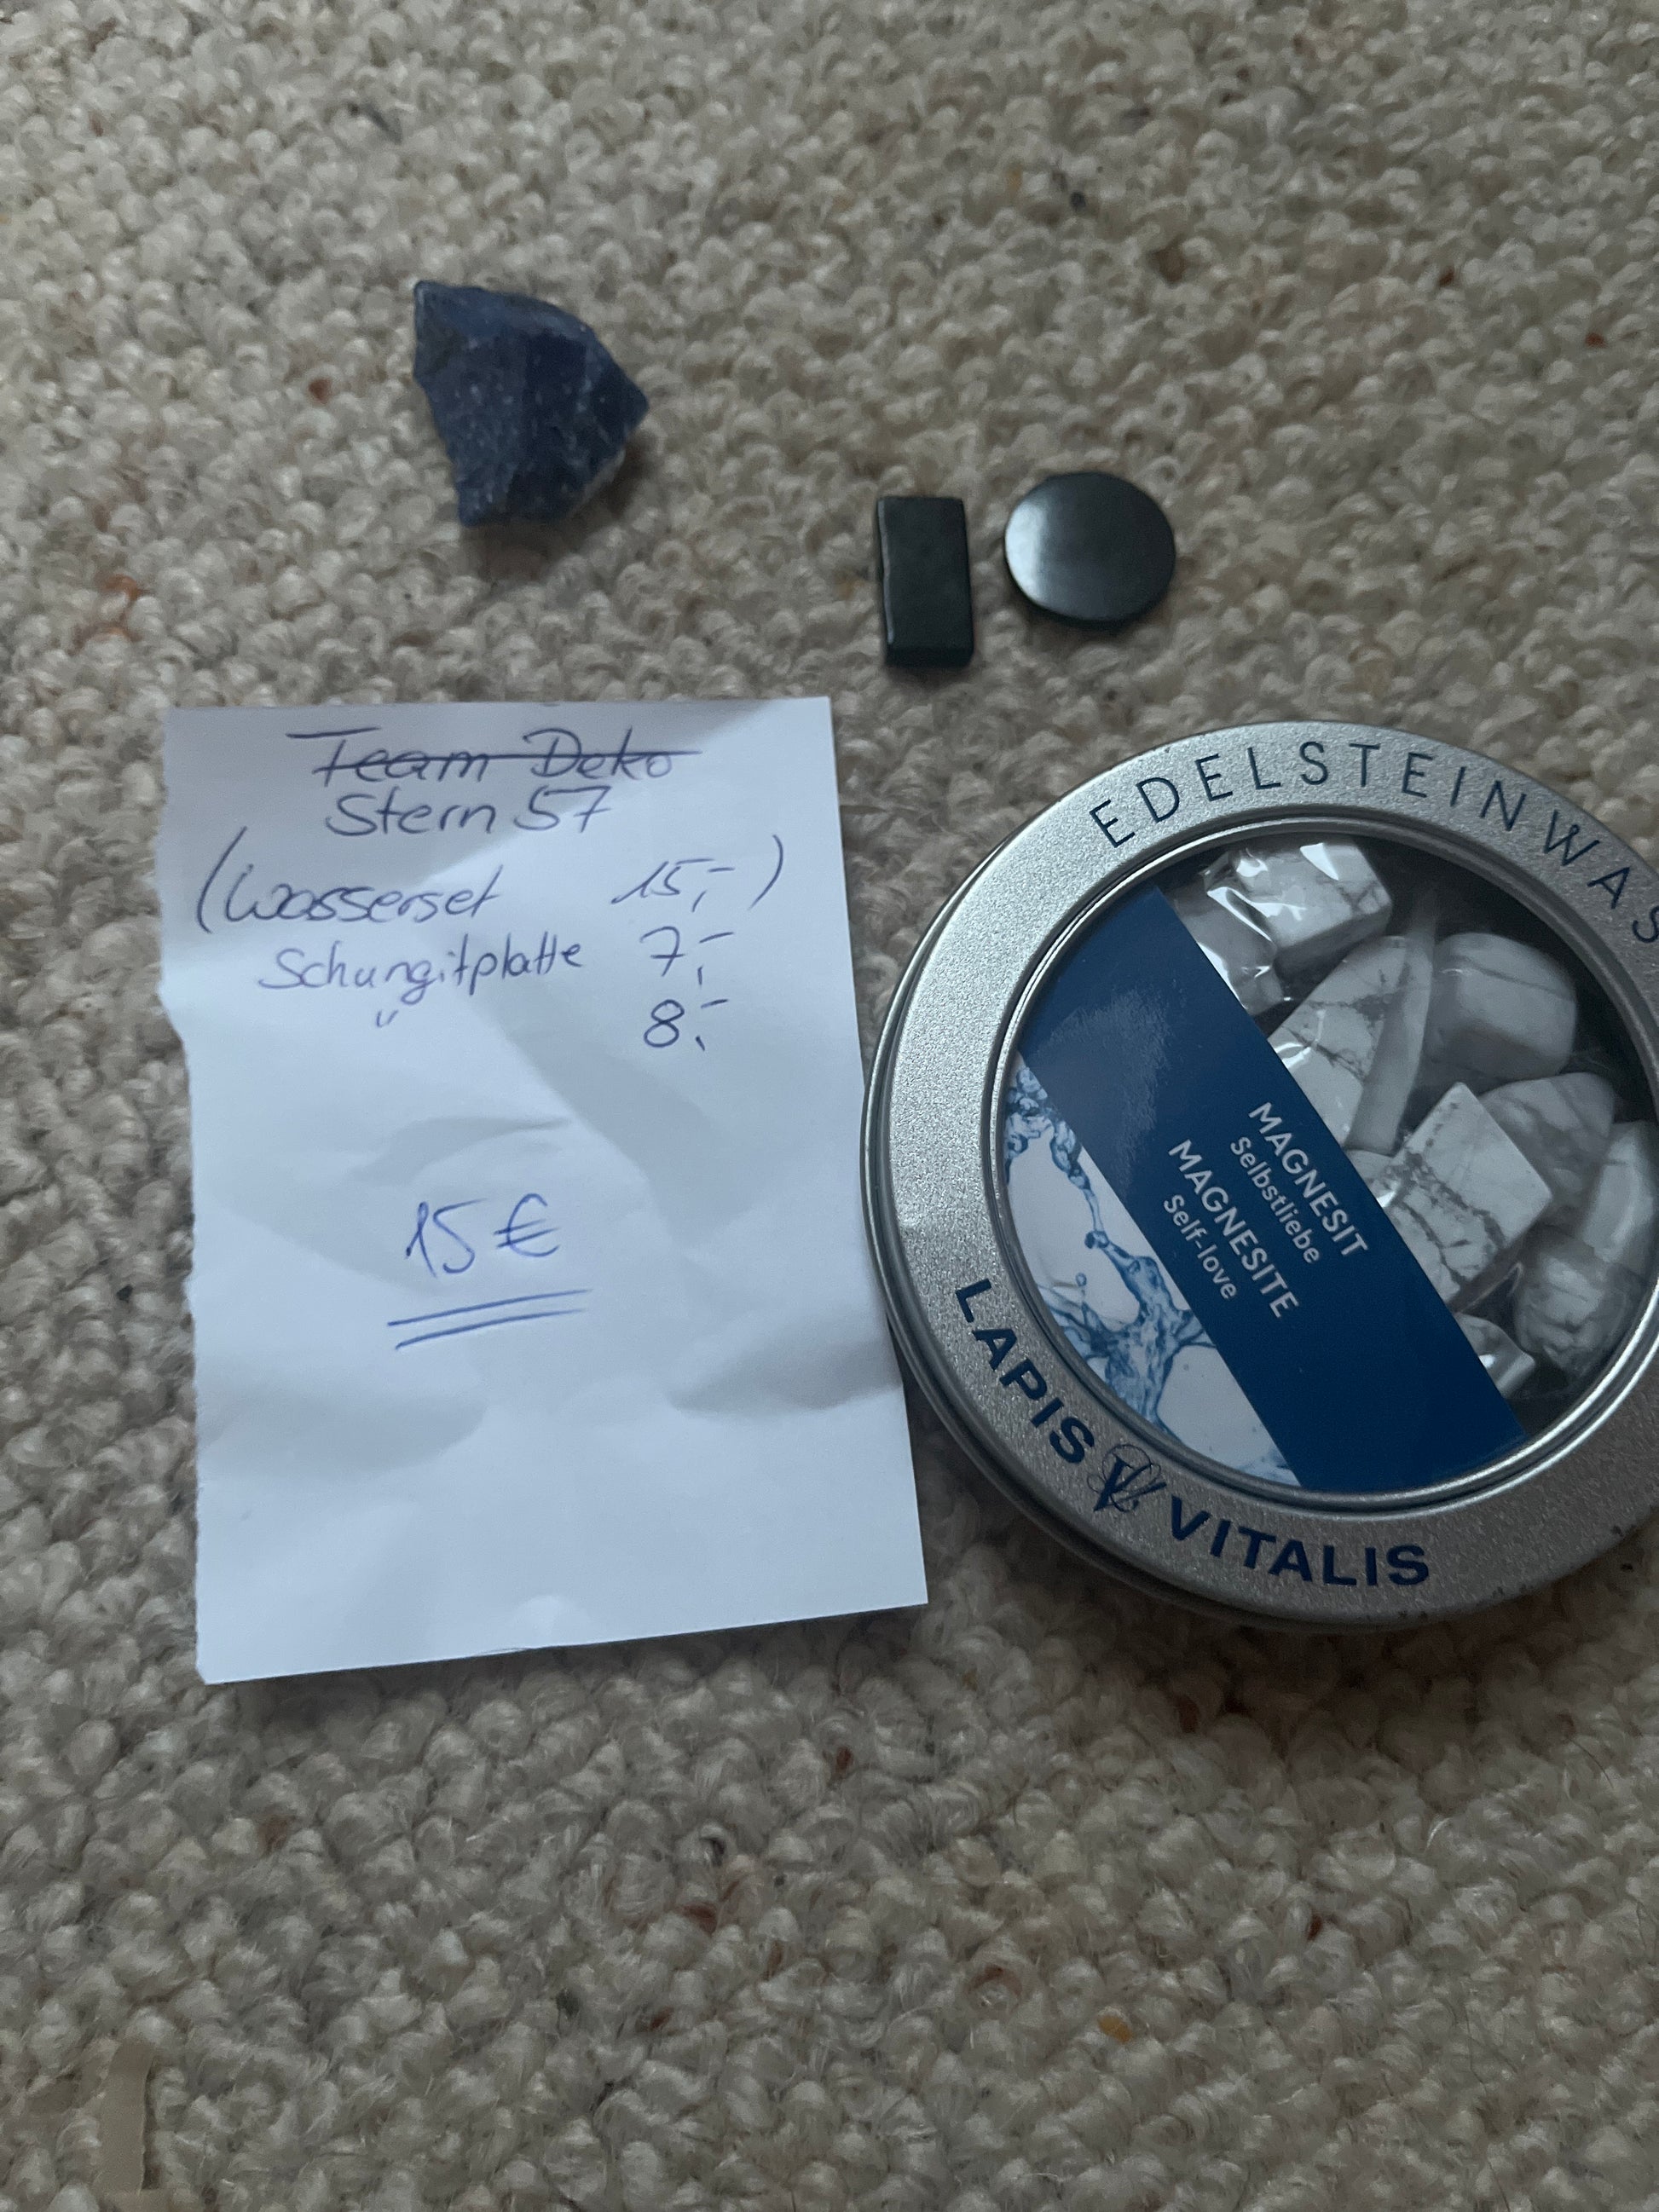 Team Deko
Stern 57
(Wasserset 15,-)
Schungitplatte 7,-
" 8,-
15€
EDELSTEINWAS
MAGNESIT
Selbstliebe
MAGNESITE
Self-love
LAPIS VITALIS